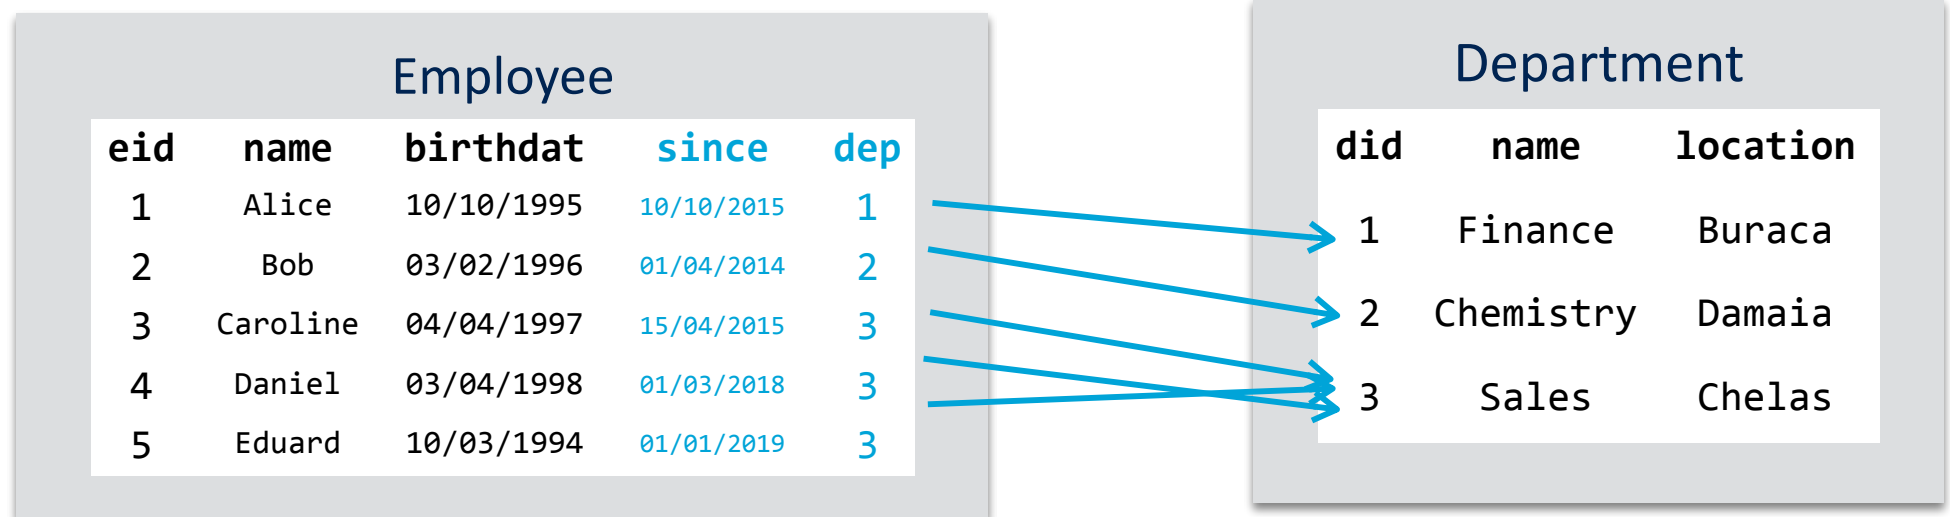 Employee
eid name birthdat since dep
1 Alice 10/10/1995 10/10/2015 1
2 Bob 03/02/1996 01/04/2014 2
3 Caroline 04/04/1997 15/04/2015 3
4 Daniel 03/04/1998 01/03/2018 3
5 Eduard 10/03/1994 01/01/2019 3
Department
did name location
1 Finance Buraca
2 Chemistry Damaia
3 Sales Chelas